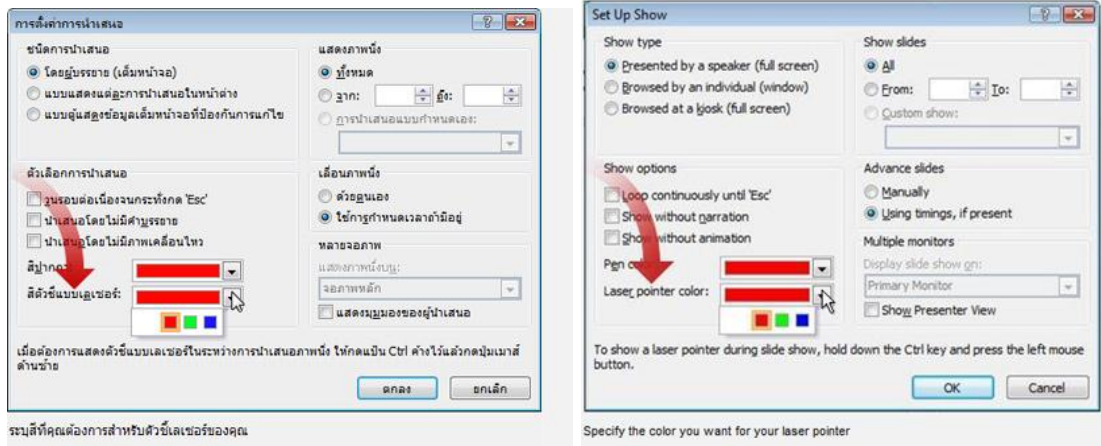 การตั้งค่าการนำเสนอ
ชนิดการนำเสนอ
โดยผู้บรรยาย (เต็มหน้าจอ)
แบบแสดงแต่ละการนำเสนอในหน้าต่าง
แบบตู้แสดงข้อมูลเต็มหน้าจอที่ป้องกันการแก้ไข
แสดงภาพนิ่ง
ทั้งหมด
จาก: ถึง:
การนำเสนอแบบกำหนดเอง:
ตัวเลือกการนำเสนอ
วนรอบต่อเนื่องจนกระทั่งกด 'Esc'
นำเสนอโดยไม่มีคำบรรยาย
นำเสนอโดยไม่มีภาพเคลื่อนไหว
สีปากกา:
สีตัวชี้แบบเลเซอร์:
เลื่อนภาพนิ่ง
ด้วยตนเอง
ใช้การกำหนดเวลาถ้ามีอยู่
หลายจอภาพ
แสดงภาพนิ่งบน:
จอภาพหลัก
แสดงมุมมองของผู้นำเสนอ
เมื่อต้องการแสดงตัวชี้แบบเลเซอร์ในระหว่างการนำเสนอภาพนิ่ง ให้กดแป้น Ctrl ค้างไว้แล้วกดปุ่มเมาส์
ด้านซ้าย
ตกลง ยกเลิก
ระบุสีที่คุณต้องการสำหรับตัวชี้เลเซอร์ของคุณ
Set Up Show
Show type
Presented by a speaker (full screen)
Browsed by an individual (window)
Browsed at a kiosk (full screen)
Show slides
All
From: To:
Custom show:
Show options
Loop continuously until 'Esc'
Show without narration
Show without animation
Pen color:
Laser pointer color:
Advance slides
Manually
Using timings, if present
Multiple monitors
Display slide show on:
Primary Monitor
Show Presenter View
To show a laser pointer during slide show, hold down the Ctrl key and press the left mouse
button.
OK Cancel
Specify the color you want for your laser pointer